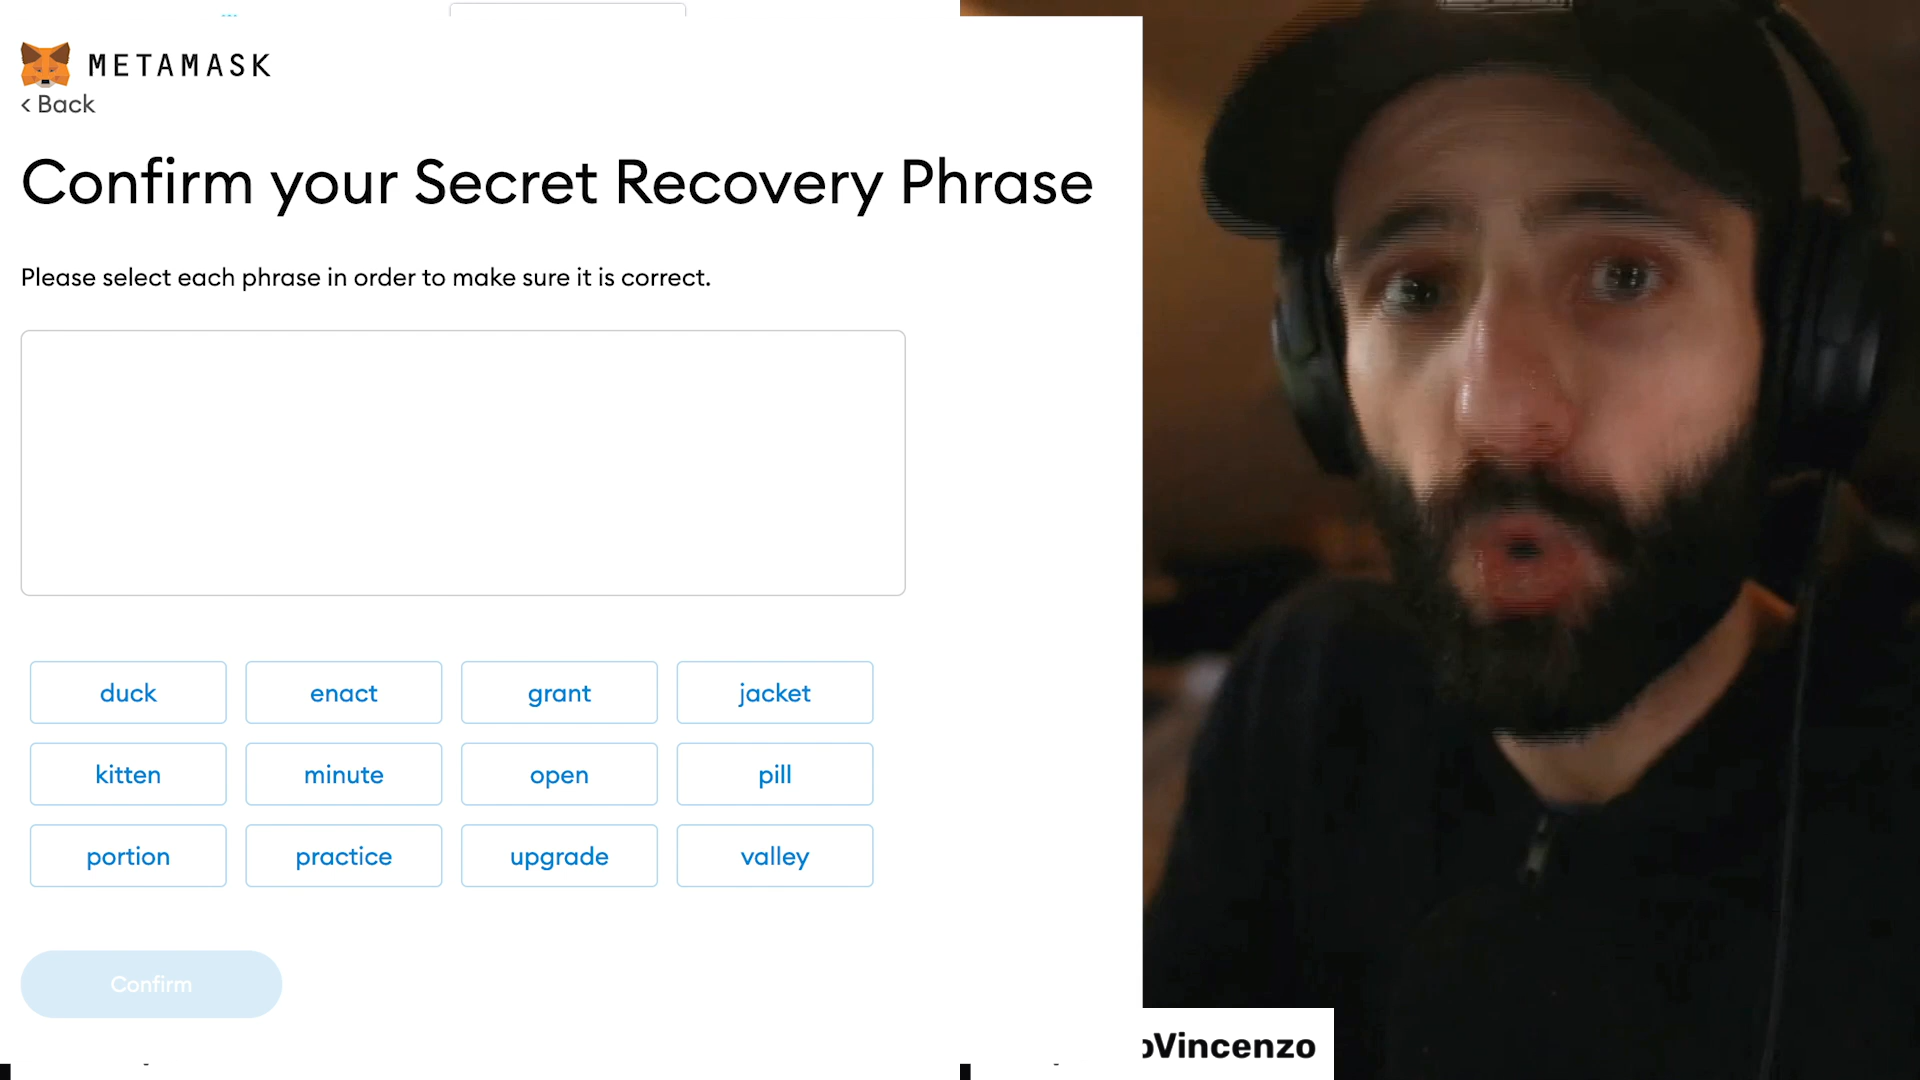 METAMASK
< Back
Confirm your Secret Recovery Phrase
Please select each phrase in order to make sure it is correct.
duck enact grant jacket
kitten minute open pill
portion practice upgrade valley
Confirm
Vincenzo